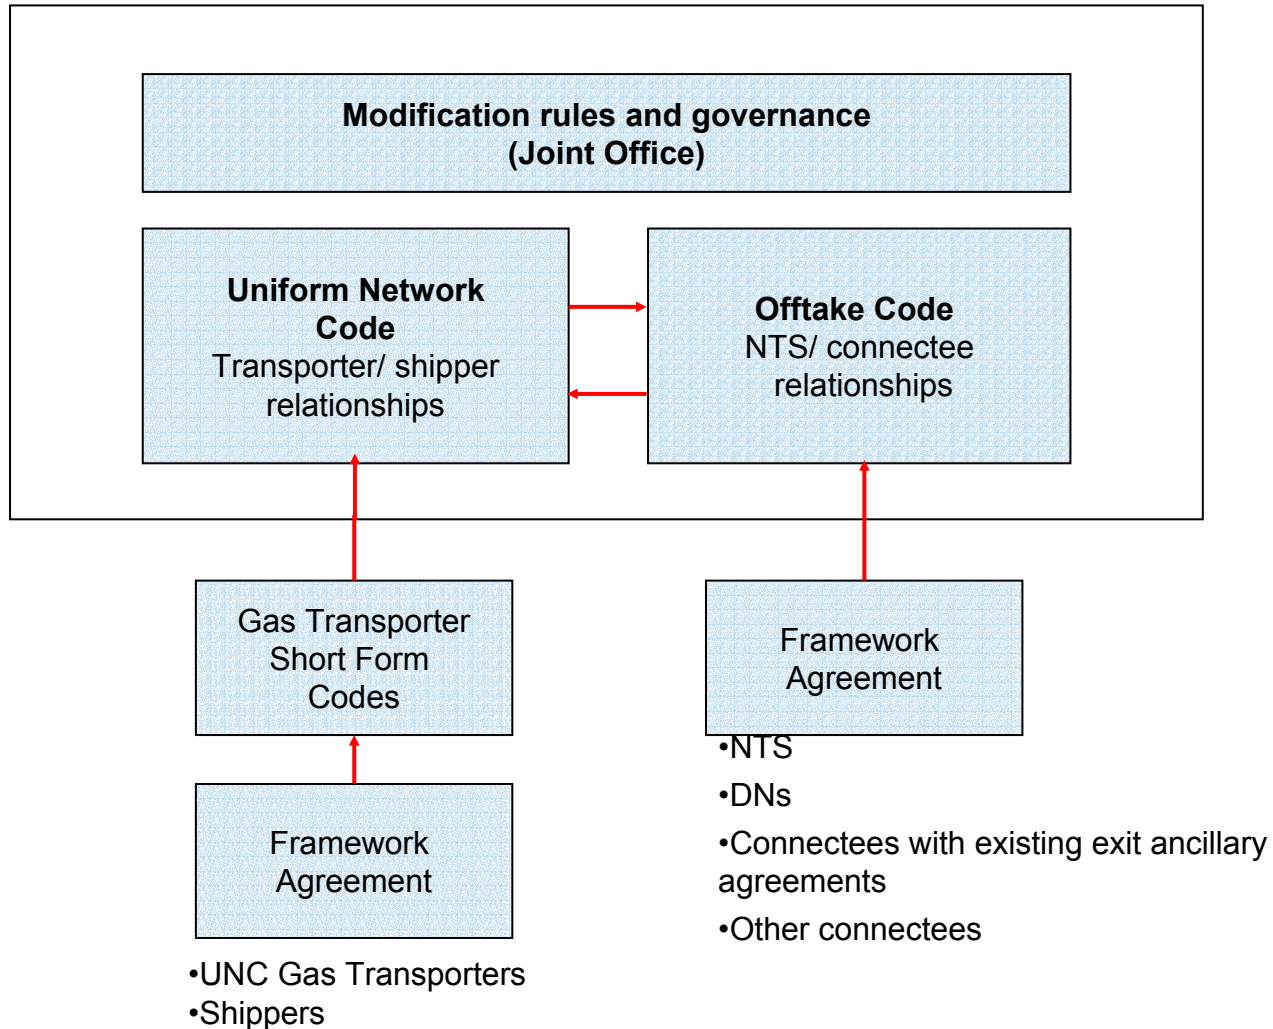 Modification rules and governance
(Joint Office)
Uniform Network
Code
Transporter/ shipper
relationships
Offtake Code
NTS/ connectee
relationships
Gas Transporter
Short Form
Codes
Framework
Agreement
•NTS
•DNs
•Connectees with existing exit ancillary
agreements
•Other connectees
Framework
Agreement
•UNC Gas Transporters
•Shippers